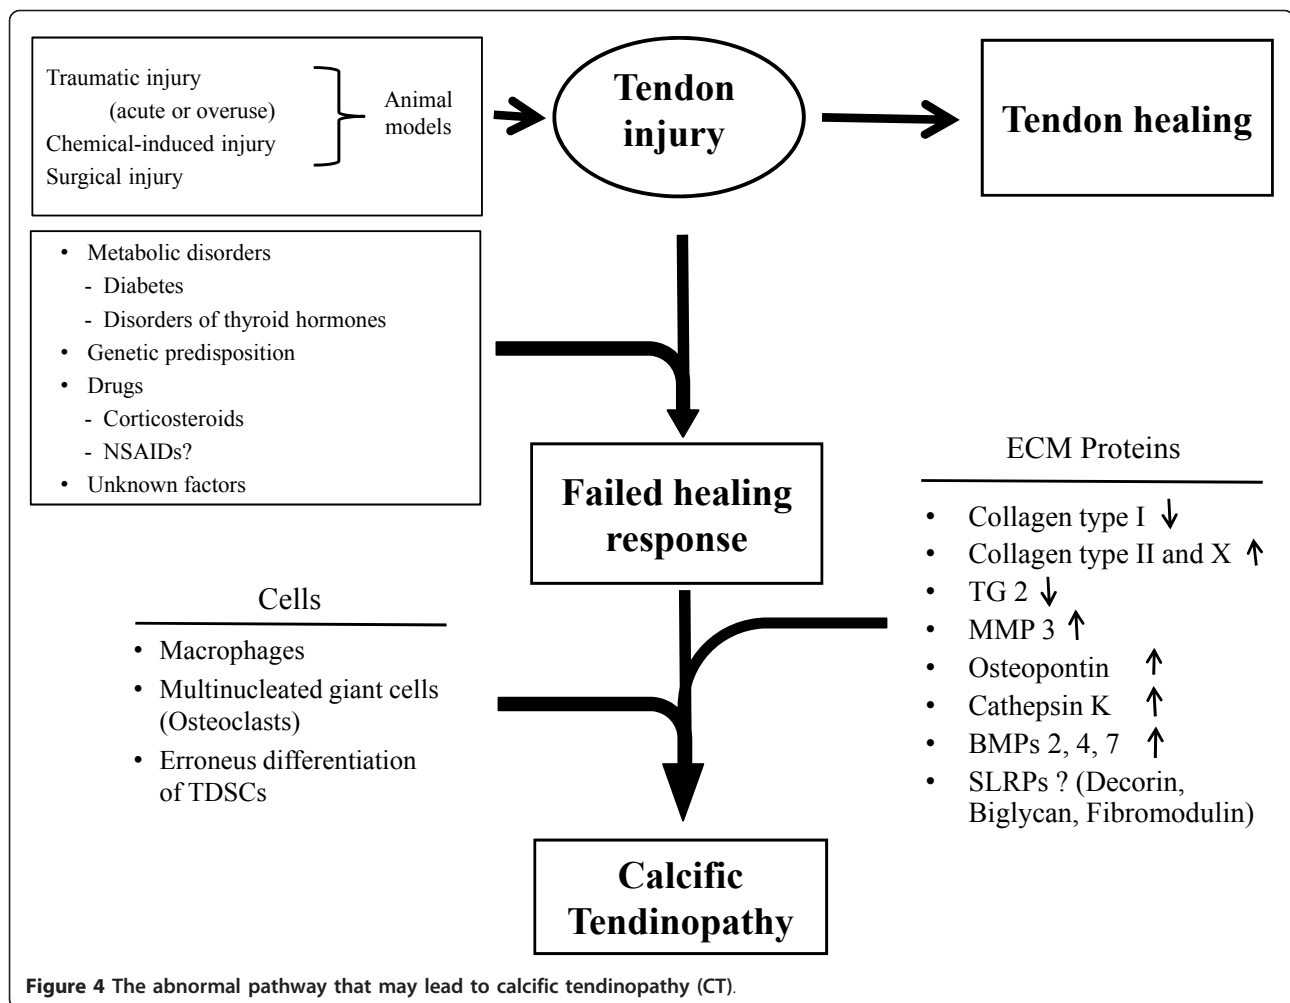 Traumatic injury
(acute or overuse)
Chemical-induced injury
Surgical injury
Animal
models
Tendon
injury
Tendon healing
• Metabolic disorders
- Diabetes
- Disorders of thyroid hormones
• Genetic predisposition
• Drugs
- Corticosteroids
- NSAIDs?
• Unknown factors
Failed healing
response
ECM Proteins
• Collagen type I ↓
• Collagen type II and X ↑
• TG 2 ↓
• MMP 3 ↑
• Osteopontin ↑
• Cathepsin K ↑
• BMPs 2, 4, 7 ↑
• SLRPs ? (Decorin,
Biglycan, Fibromodulin)
Cells
• Macrophages
• Multinucleated giant cells
(Osteoclasts)
• Erroneus differentiation
of TDSCs
Calcific
Tendinopathy
Figure 4 The abnormal pathway that may lead to calcific tendinopathy (CT).